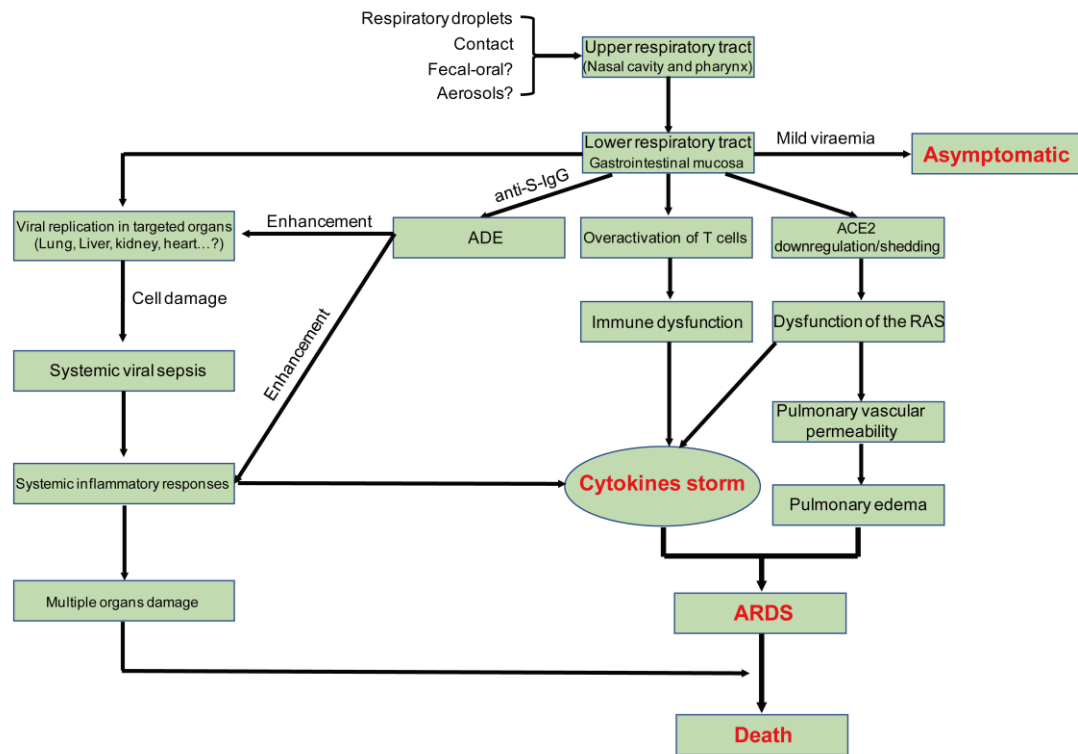 Respiratory droplets
Contact
Fecal-oral?
Aerosols?
Upper respiratory tract
(Nasal cavity and pharynx)
Lower respiratory tract
Gastrointestinal mucosa
Mild viraemia
Asymptomatic
anti-S-IgG
Viral replication in targeted organs
(Lung, Liver, kidney, heart...?)
Enhancement
ADE
Overactivation of T cells
ACE2
downregulation/shedding
Cell damage
Enhancement
Immune dysfunction
Dysfunction of the RAS
Systemic viral sepsis
Pulmonary vascular
permeability
Systemic inflammatory responses
Cytokines storm
Pulmonary edema
Multiple organs damage
ARDS
Death